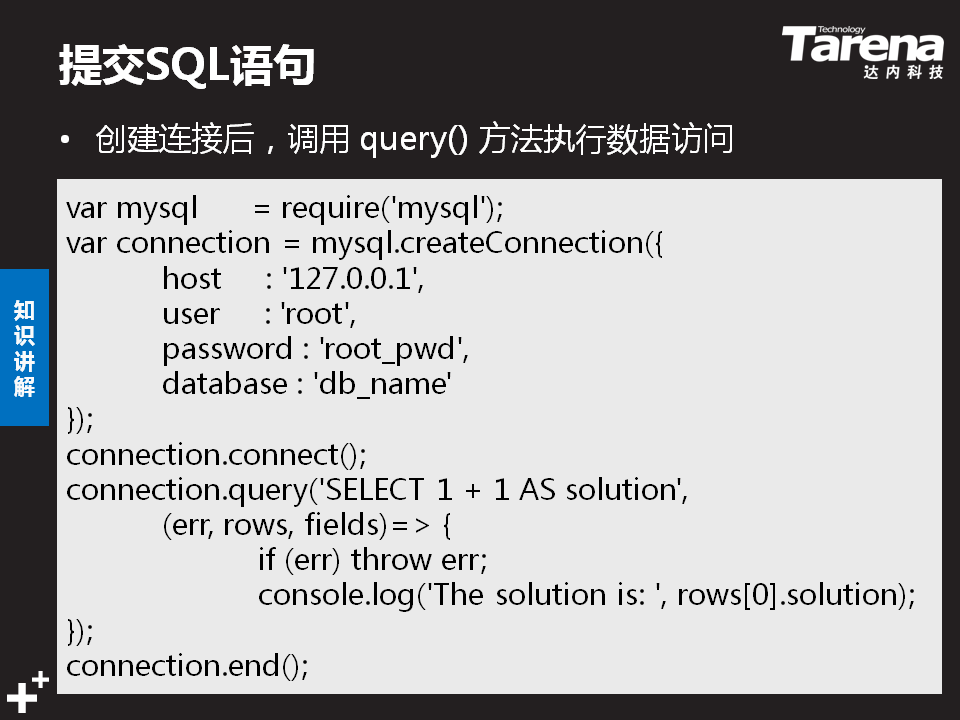 提交SQL语句
Technology
Tarena
达内科技
• 创建连接后，调用 query() 方法执行数据访问
知识讲解
var mysql      = require('mysql');
var connection = mysql.createConnection({
        host     : '127.0.0.1',
        user     : 'root',
        password : 'root_pwd',
        database : 'db_name'
});
connection.connect();
connection.query('SELECT 1 + 1 AS solution',
        (err, rows, fields)=> {
                if (err) throw err;
                console.log('The solution is: ', rows[0].solution);
});
connection.end();